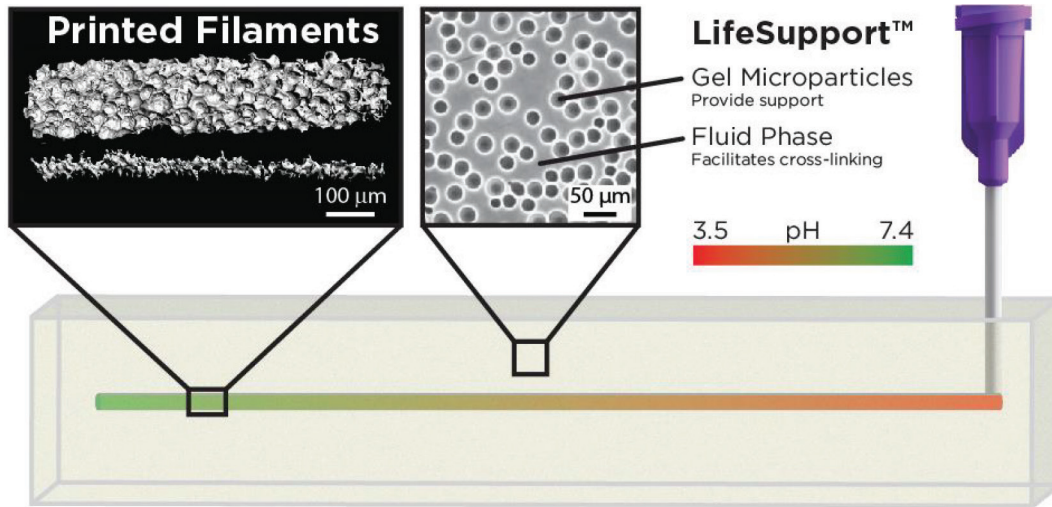 Printed Filaments
100 μm
50 μm
LifeSupport™
Gel Microparticles
Provide support
Fluid Phase
Facilitates cross-linking
3.5 pH 7.4